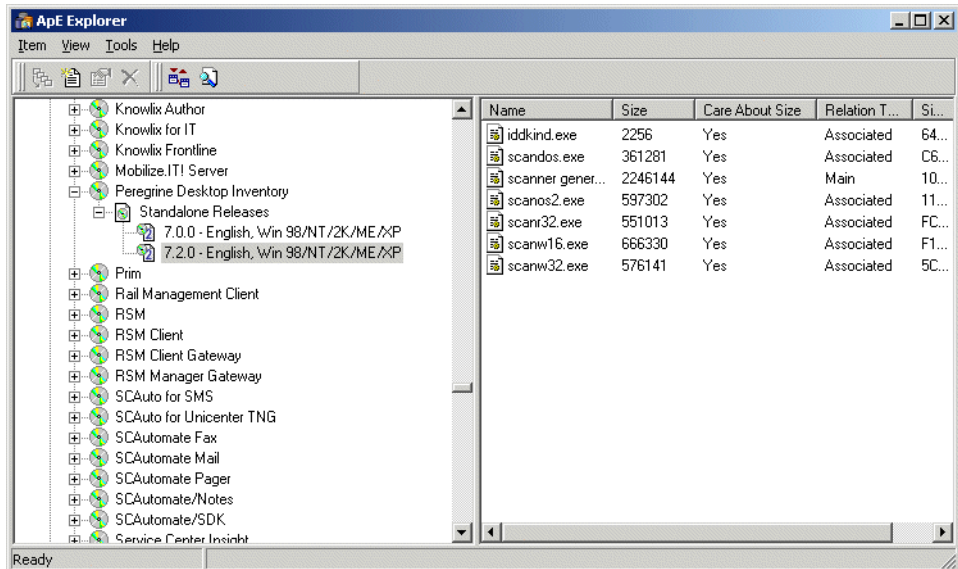 ApE Explorer
Item View Tools Help
Knowlix Author
Knowlix for IT
Knowlix Frontline
Mobilize.IT! Server
Peregrine Desktop Inventory
Standalone Releases
7.0.0 - English, Win 98/NT/2K/ME/XP
7.2.0 - English, Win 98/NT/2K/ME/XP
Prim
Rail Management Client
RSM
RSM Client
RSM Client Gateway
RSM Manager Gateway
SCAuto for SMS
SCAuto for Unicenter TNG
SCAutomate Fax
SCAutomate Mail
SCAutomate Pager
SCAutomate/Notes
SCAutomate/SDK
Service Center Insight
Name Size Care About Size Relation T... Si...
iddkind.exe 2256 Yes Associated 64...
scandos.exe 361281 Yes Associated C6...
scanner gener... 2246144 Yes Main 10...
scanos2.exe 597302 Yes Associated 11...
scanr32.exe 551013 Yes Associated FC...
scanw16.exe 666330 Yes Associated F1...
scanw32.exe 576141 Yes Associated 5C...
Ready